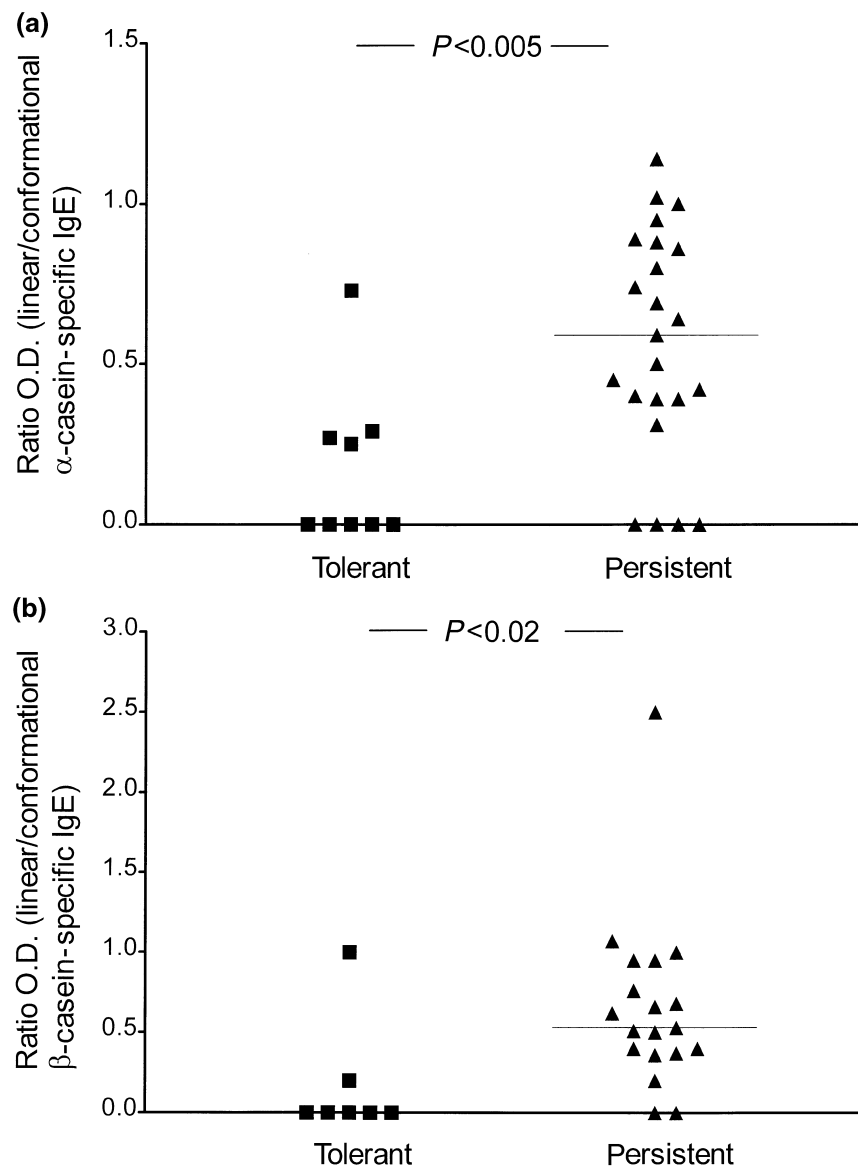 (a)
P<0.005
1.5
1.0
0.5
0.0
Ratio O.D. (linear/conformational
α-casein-specific IgE)
Tolerant Persistent
(b)
P<0.02
3.0
2.5
2.0
1.5
1.0
0.5
0.0
Ratio O.D. (linear/conformational
β-casein-specific IgE)
Tolerant Persistent